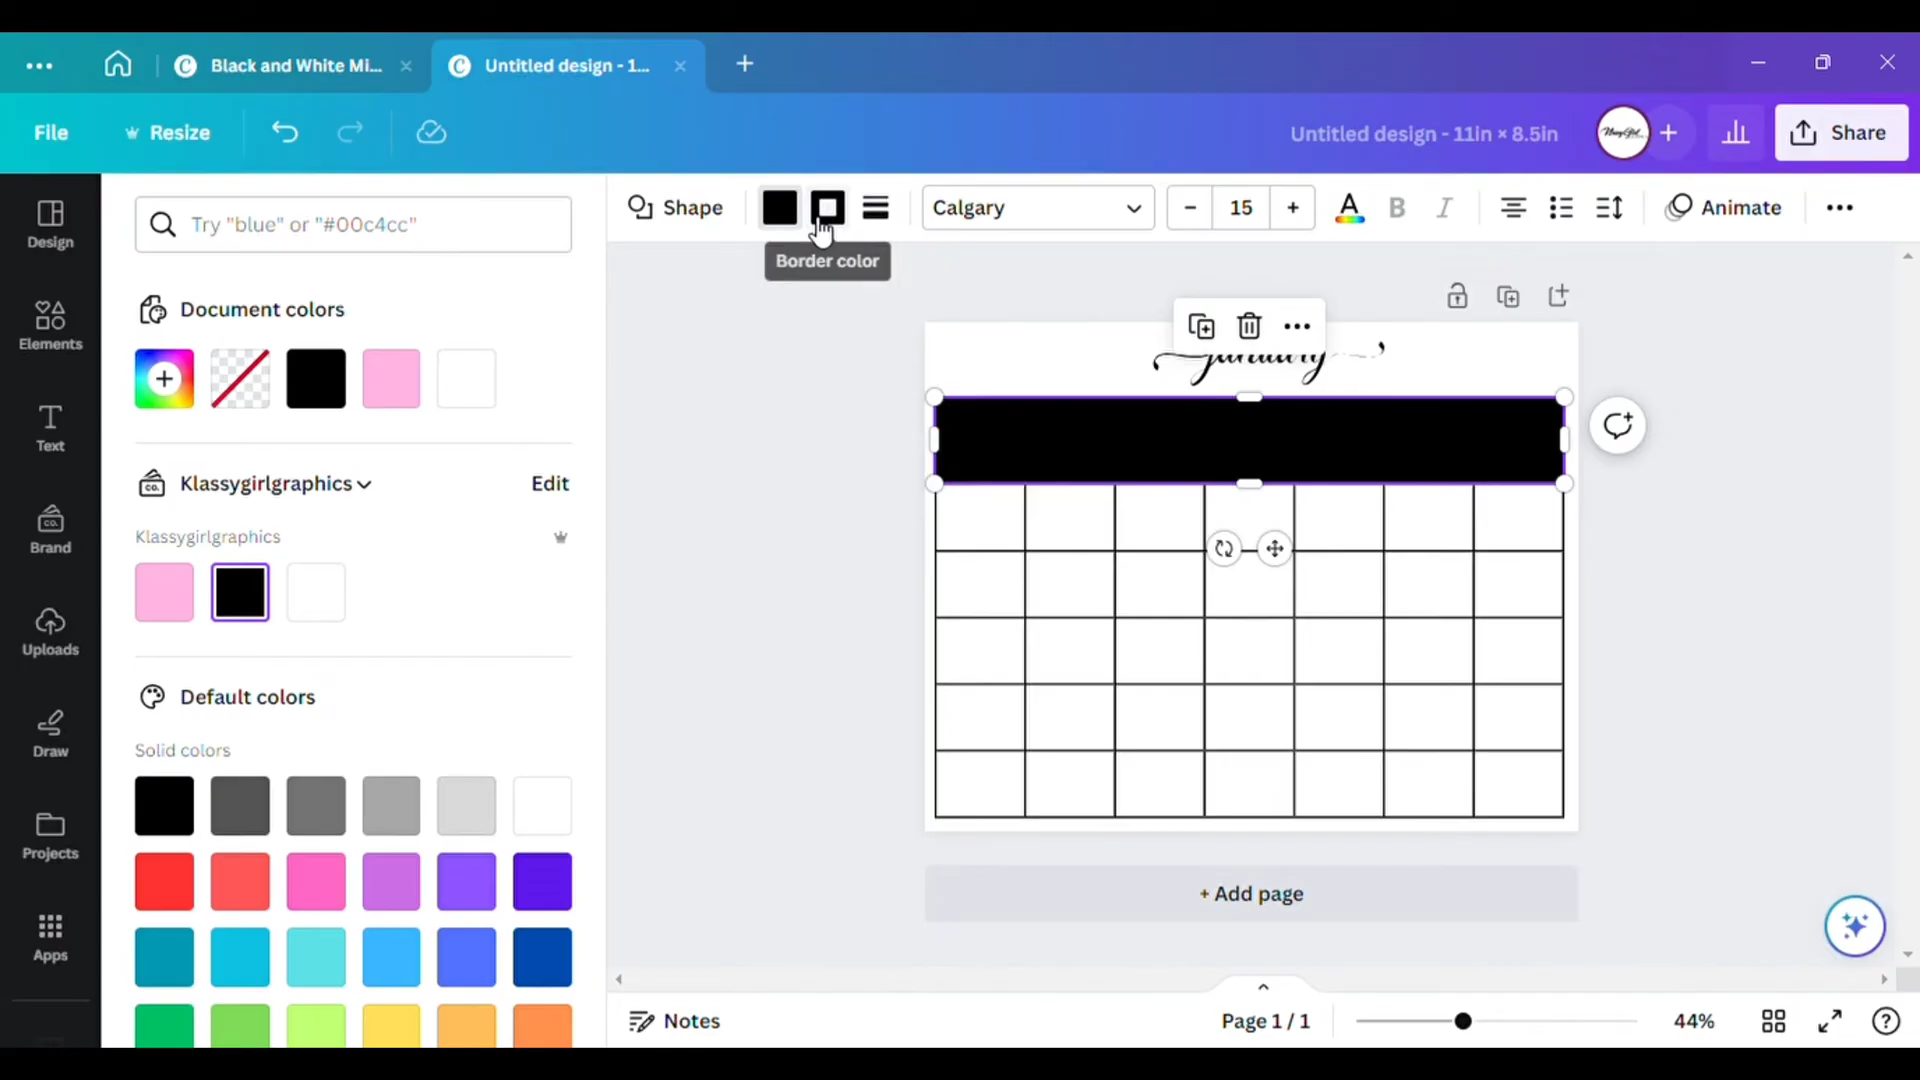 Black and White Mi...
Untitled design - 1...
File
Resize
Untitled design - 11in × 8.5in
Share
Design
Elements
Text
Brand
Uploads
Draw
Projects
Apps
Try "blue" or "#00c4cc"
Document colors
Klassygirlgraphics
Edit
Klassygirlgraphics
Default colors
Solid colors
Shape
Calgary
15
A
B
I
Animate
Border color
january
+ Add page
Notes
Page 1 / 1
44%